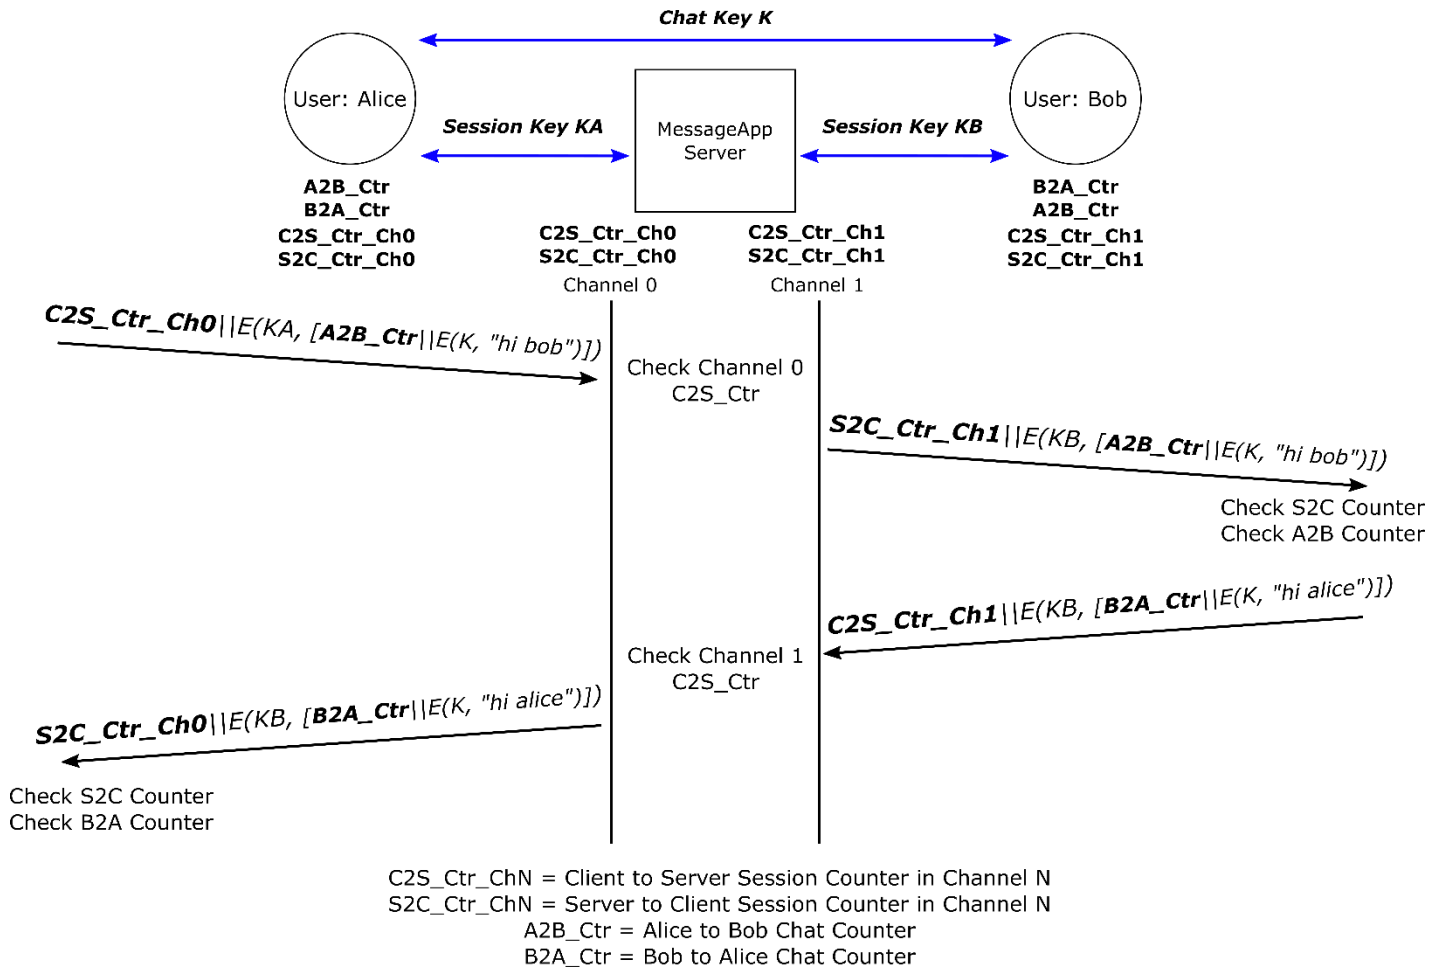 Chat Key K
User: Alice
MessageApp
Server
User: Bob
Session Key KA
Session Key KB
A2B_Ctr
B2A_Ctr
C2S_Ctr_Ch0
S2C_Ctr_Ch0
C2S_Ctr_Ch0
S2C_Ctr_Ch0
Channel 0
C2S_Ctr_Ch1
S2C_Ctr_Ch1
Channel 1
B2A_Ctr
A2B_Ctr
C2S_Ctr_Ch1
S2C_Ctr_Ch1
C2S_Ctr_Ch0||E(KA, [A2B_Ctr||E(K, "hi bob")])
Check Channel 0
C2S_Ctr
S2C_Ctr_Ch1||E(KB, [A2B_Ctr||E(K, "hi bob")])
Check S2C Counter
Check A2B Counter
C2S_Ctr_Ch1||E(KB, [B2A_Ctr||E(K, "hi alice")])
Check Channel 1
C2S_Ctr
S2C_Ctr_Ch0||E(KB, [B2A_Ctr||E(K, "hi alice")])
Check S2C Counter
Check B2A Counter
C2S_Ctr_ChN = Client to Server Session Counter in Channel N
S2C_Ctr_ChN = Server to Client Session Counter in Channel N
A2B_Ctr = Alice to Bob Chat Counter
B2A_Ctr = Bob to Alice Chat Counter